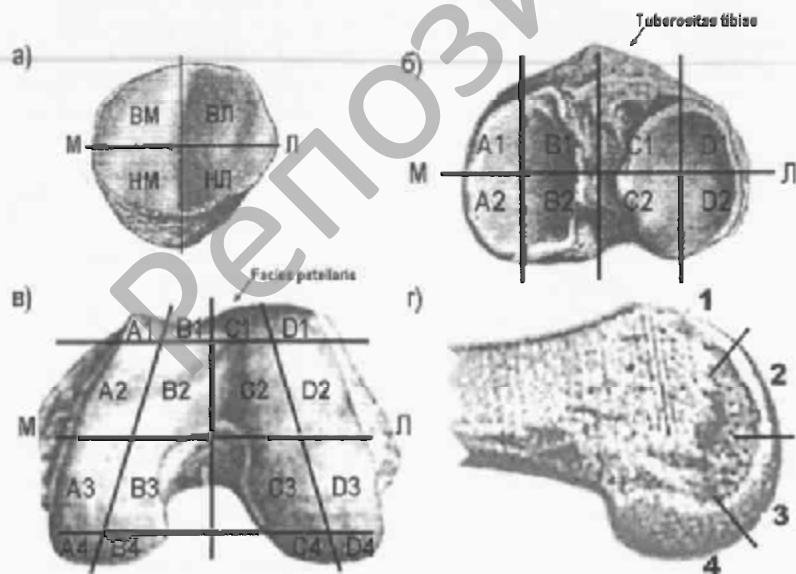 а)
ВМ ВЛ
М Л
НМ НЛ
б)
Tuberositas tibiae
A1 B1 C1 D1
М Л
A2 B2 C2 D2
в)
Facies patellaris
A1 B1 C1 D1
A2 B2 C2 D2
М Л
A3 B3 C3 D3
A4 B4 C4 D4
г)
1
2
3
4
Репози